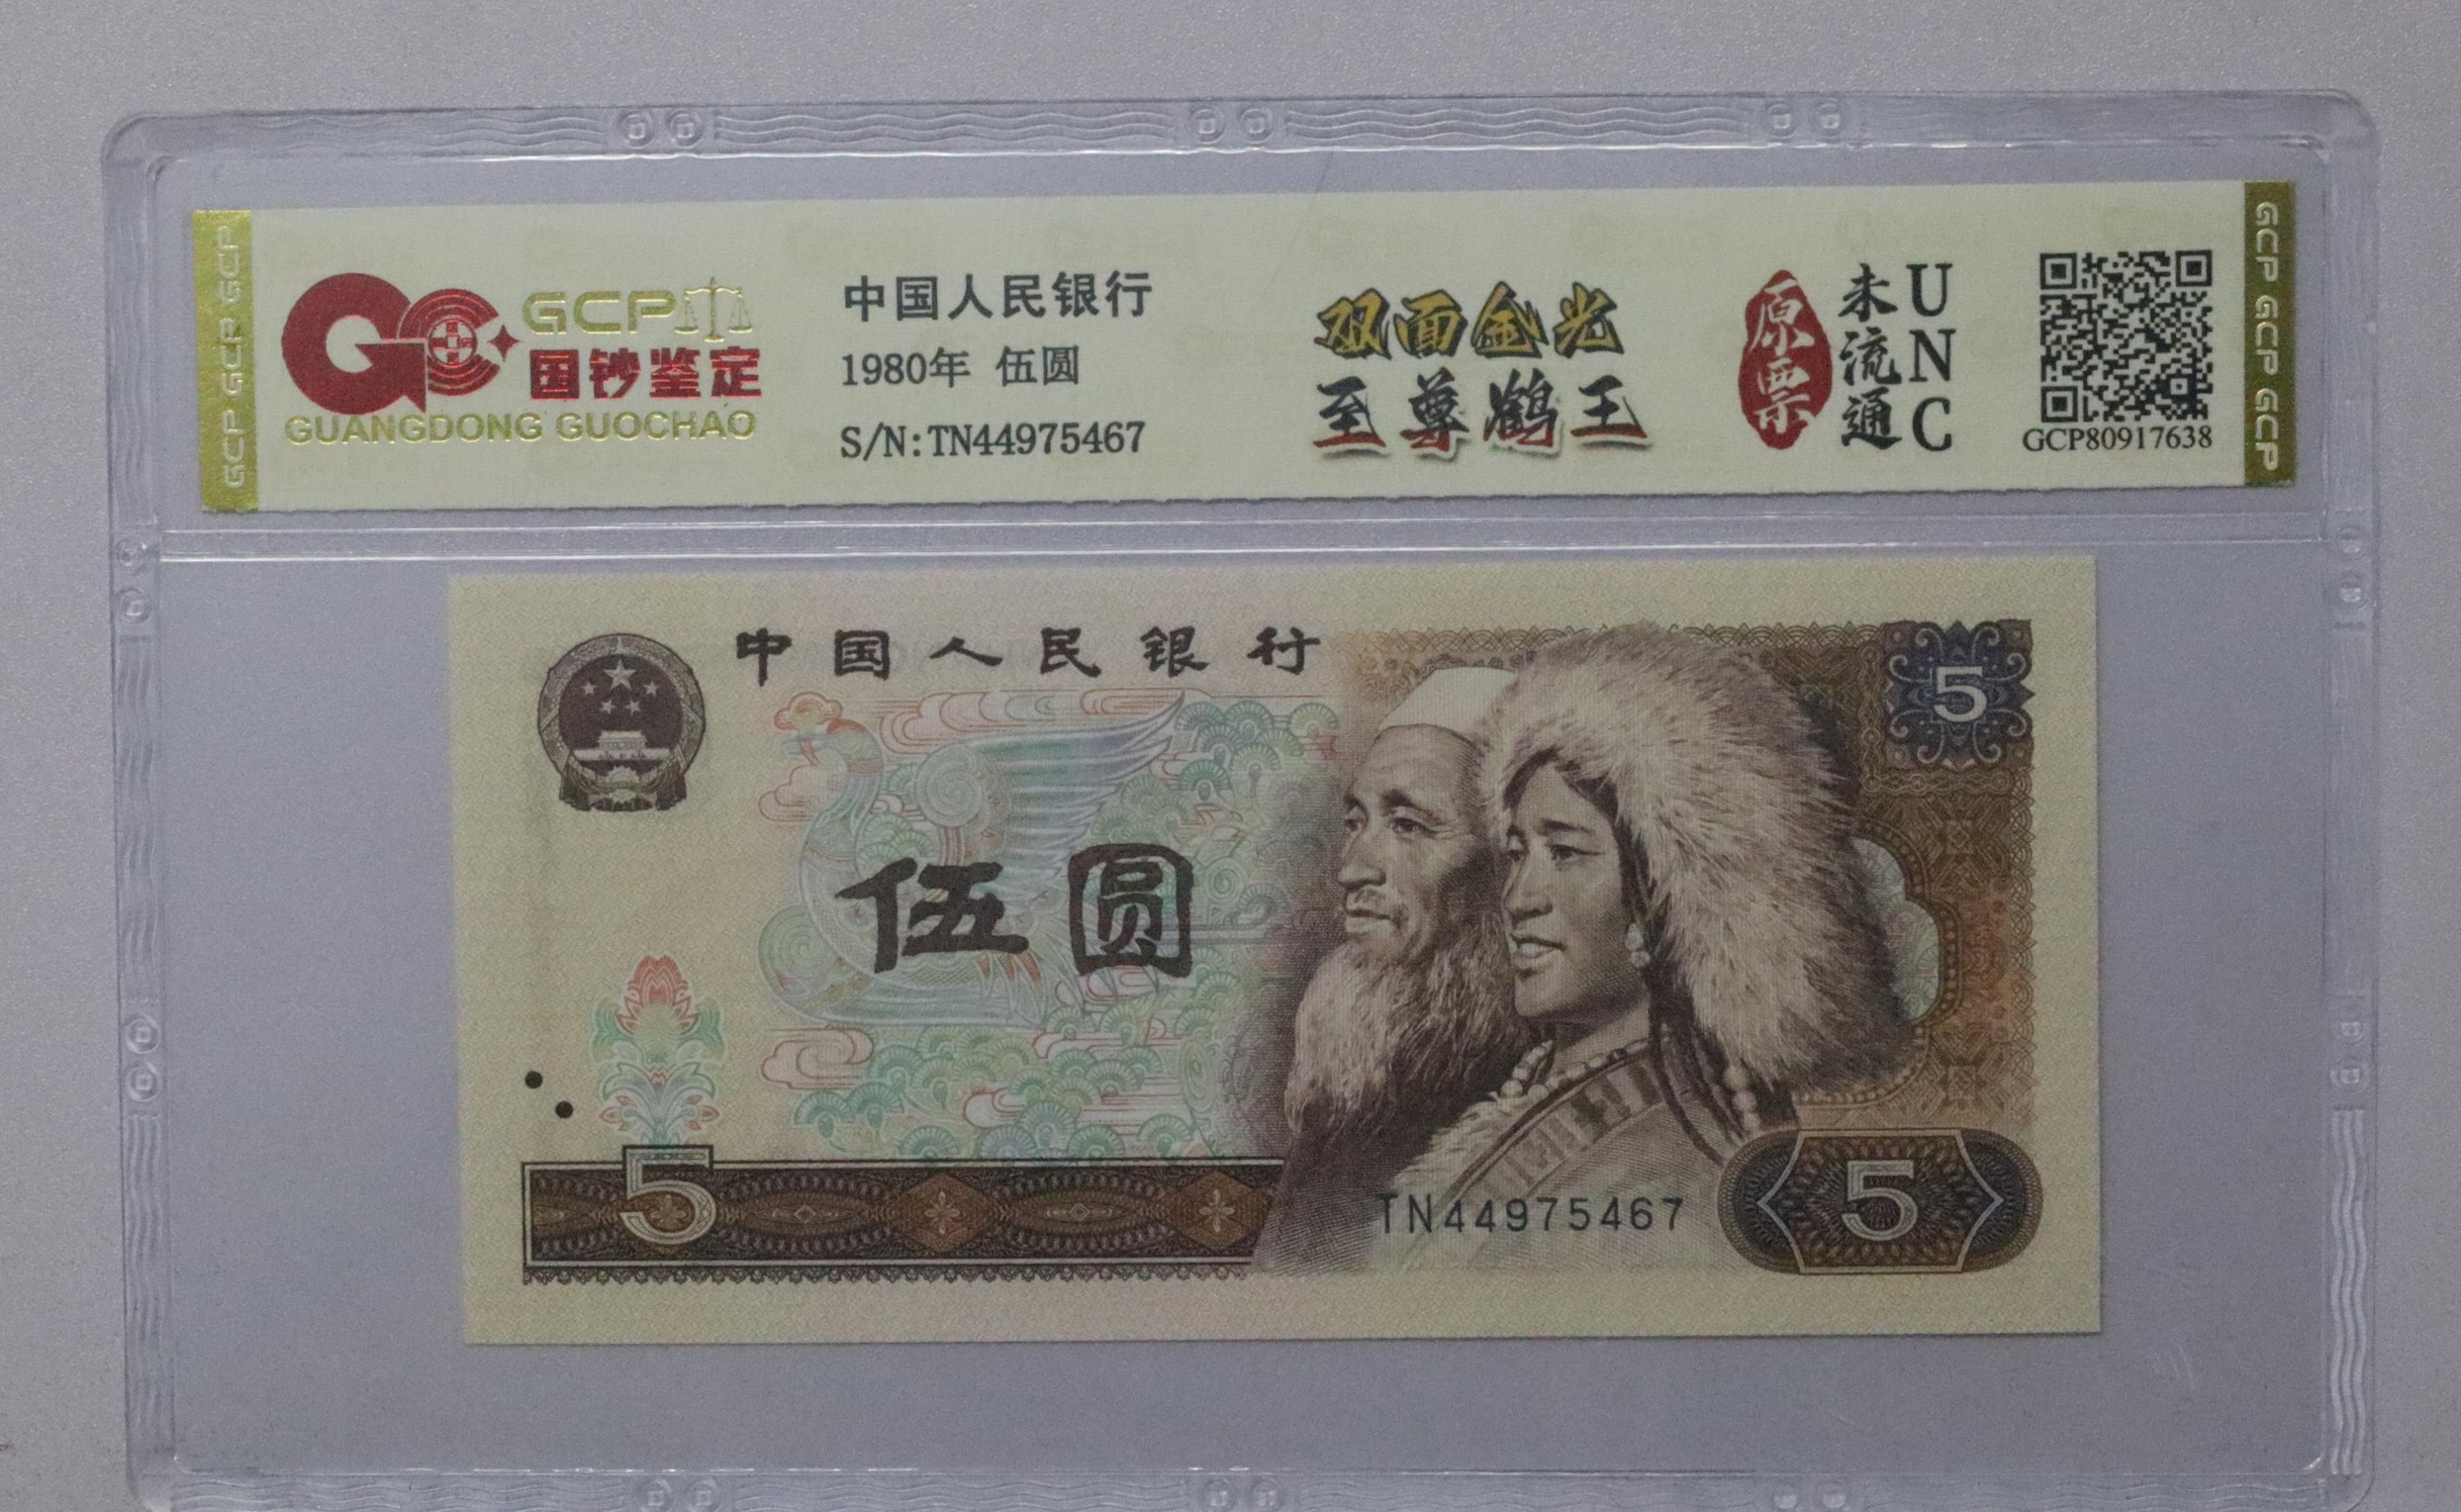 GCP GCP GCP
GCP
国钞鉴定
GUANGDONG GUOCHAO
中国人民银行
1980年 伍圆
S/N:TN44975467
双面金光
至尊鹤王
原票
未流通
UNC
GCP80917638
GCP GCP GCP
中国人民银行
5
伍圆
5
TN44975467
5